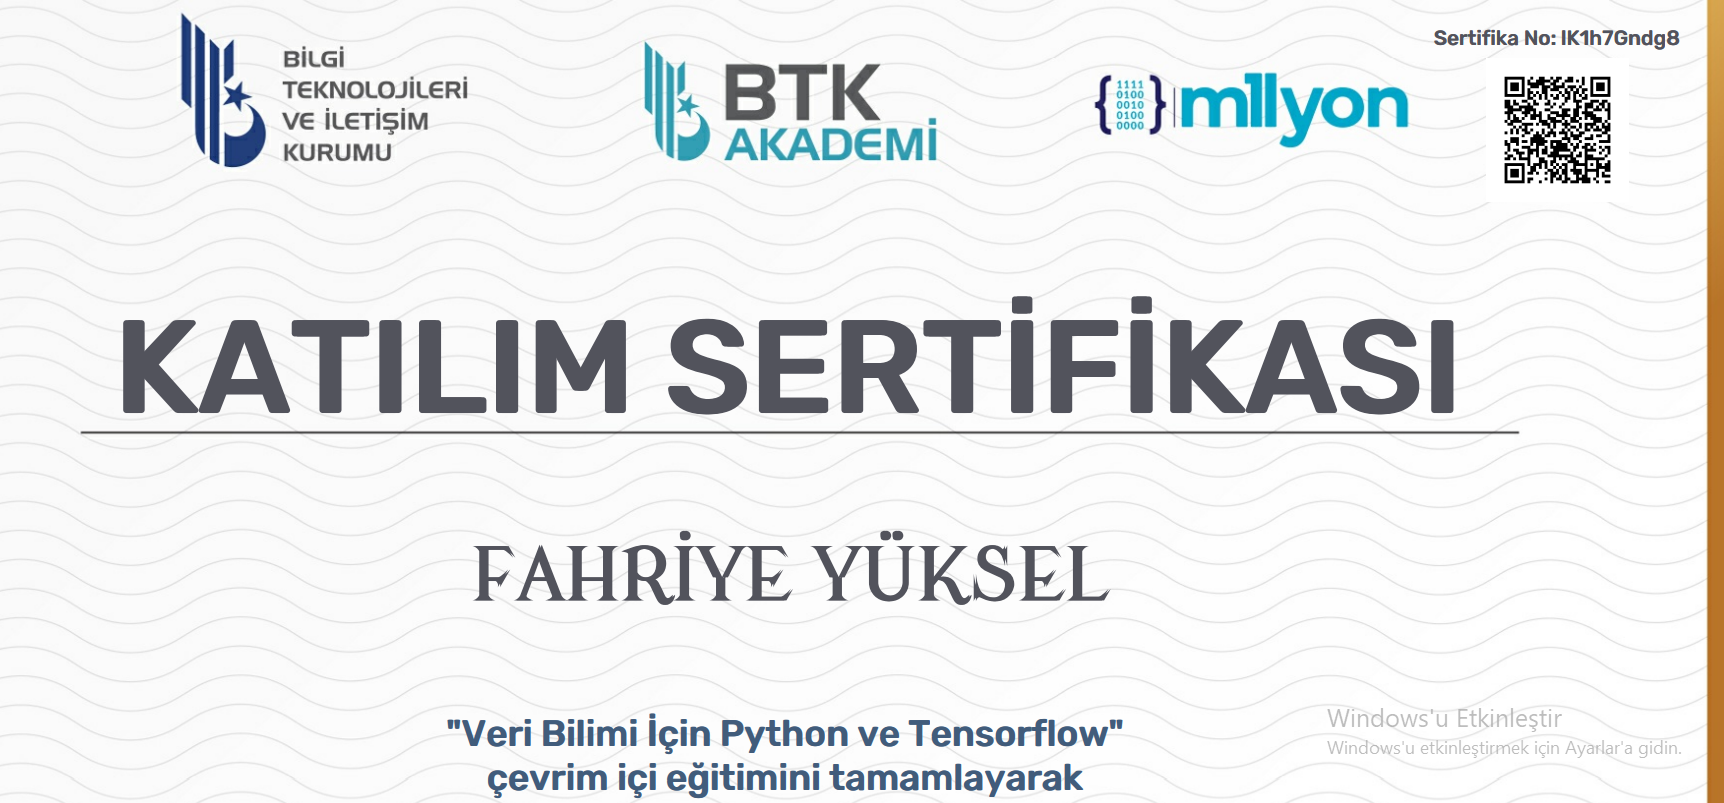 BİLGİ
TEKNOLOJİLERİ
VE İLETİŞİM
KURUMU
BTK
AKADEMİ
1111
0100
0010
0100
0000
m11yon
Sertifika No: IK1h7Gndg8
KATILIM SERTİFİKASI
FAHRİYE YÜKSEL
"Veri Bilimi İçin Python ve Tensorflow"
çevrim içi eğitimini tamamlayarak
Windows'u Etkinleştir
Windows'u etkinleştirmek için Ayarlar'a gidin.